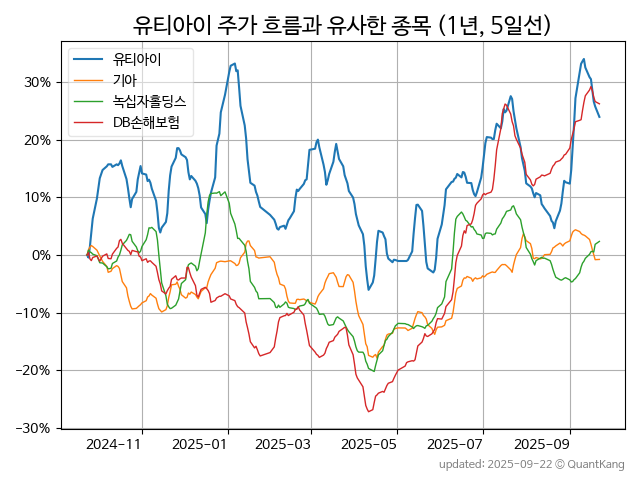 유티아이 주가 흐름과 유사한 종목 (1년, 5일선)
유티아이
기아
녹십자홀딩스
DB손해보험
30%
20%
10%
0%
−10%
−20%
−30%
2024−11
2025−01
2025−03
2025−05
2025−07
2025−09
updated: 2025-09-22 © QuantKang